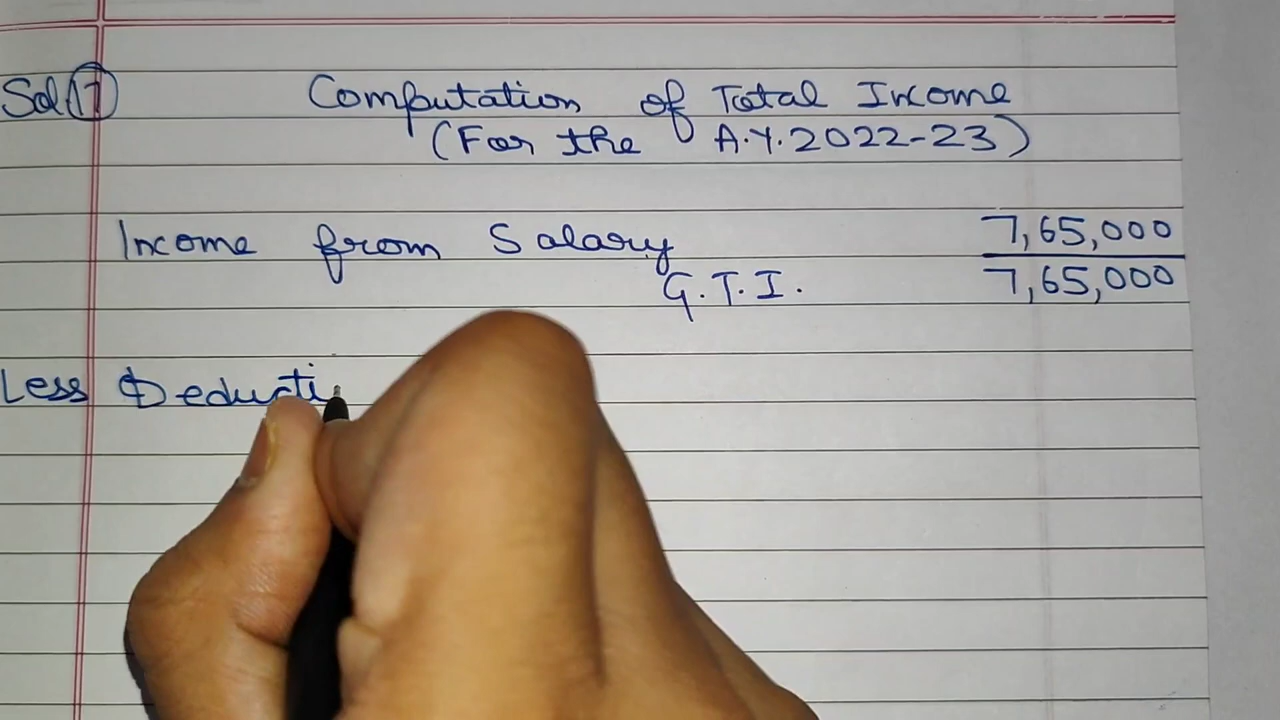 Sol 17 Computation of Total Income
(For the A.Y. 2022-23)
Income from Salary 7,65,000
G.T.I. 7,65,000
Less Deducti